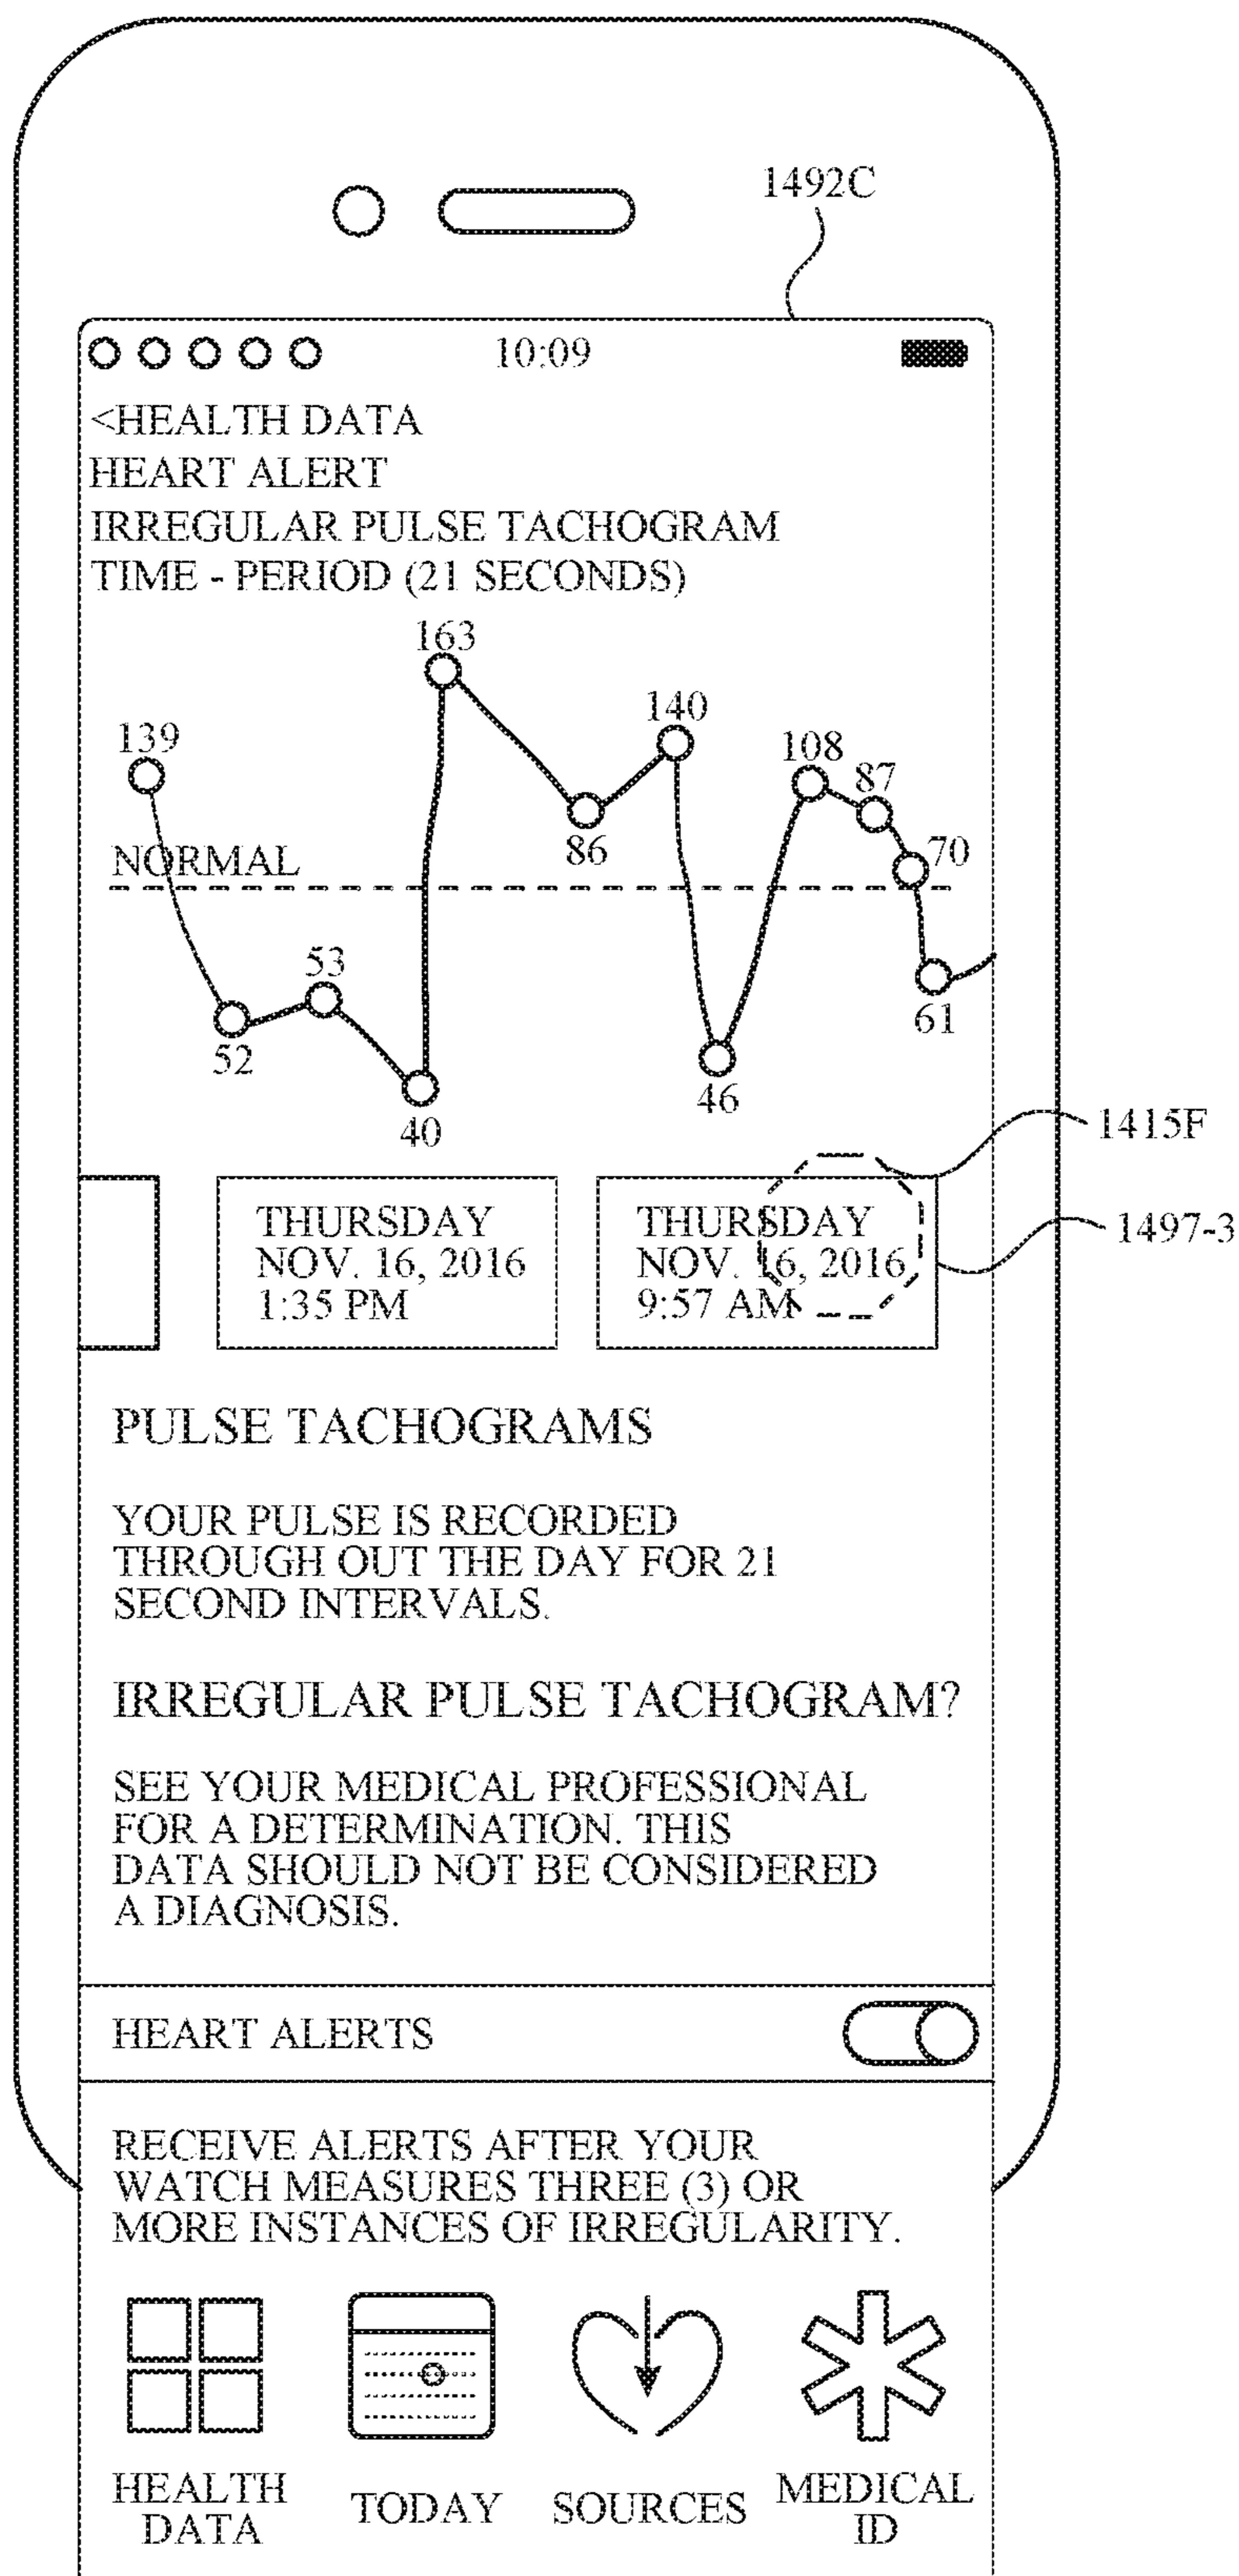 1492C
10:09
<HEALTH DATA
HEART ALERT
IRREGULAR PULSE TACHOGRAM
TIME - PERIOD (21 SECONDS)
163
140
139
108
87
86
70
NORMAL
53
52
61
46
40
1415F
1497-3
THURSDAY
NOV. 16, 2016
1:35 PM
THURSDAY
NOV. 16, 2016
9:57 AM
PULSE TACHOGRAMS
YOUR PULSE IS RECORDED
THROUGH OUT THE DAY FOR 21
SECOND INTERVALS.
IRREGULAR PULSE TACHOGRAM?
SEE YOUR MEDICAL PROFESSIONAL
FOR A DETERMINATION. THIS
DATA SHOULD NOT BE CONSIDERED
A DIAGNOSIS.
HEART ALERTS
RECEIVE ALERTS AFTER YOUR
WATCH MEASURES THREE (3) OR
MORE INSTANCES OF IRREGULARITY.
HEALTH
DATA
TODAY
SOURCES
MEDICAL
ID